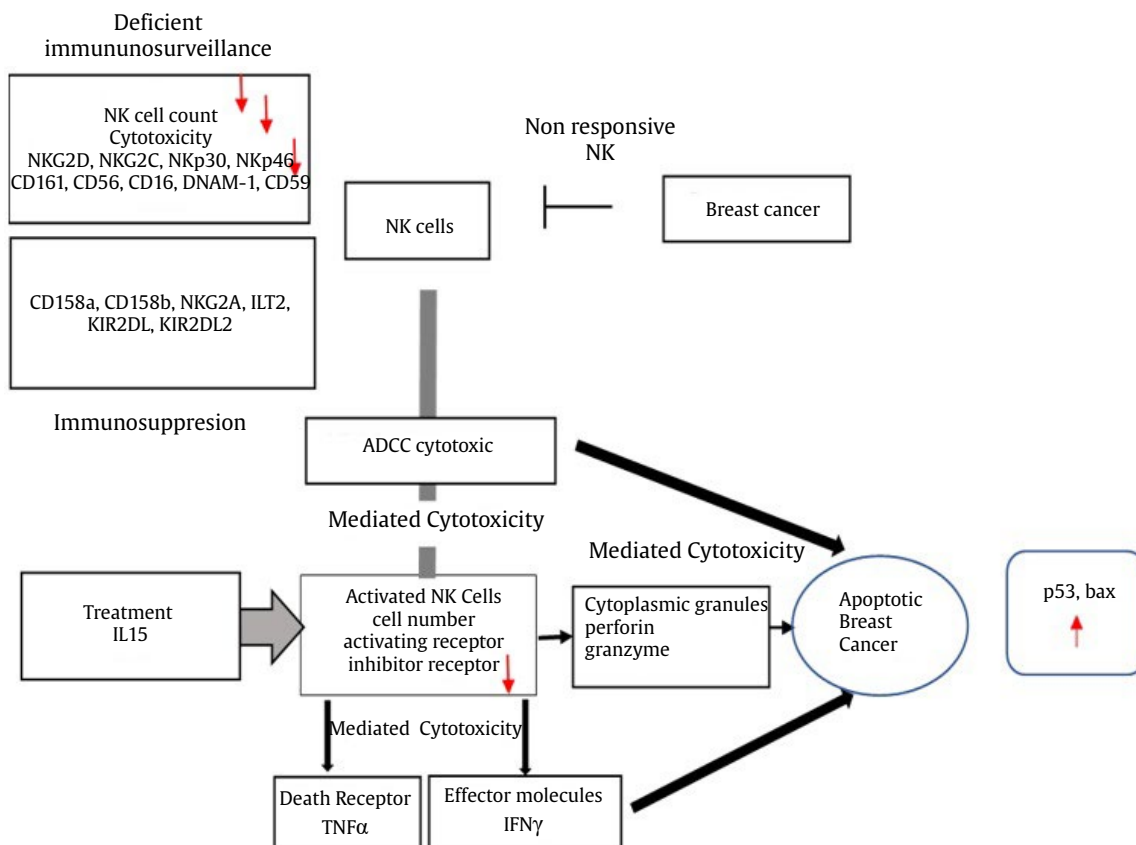 Deficient
immununosurveillance
NK cell count
Cytotoxicity
NKG2D, NKG2C, NKp30, NKp46
CD161, CD56, CD16, DNAM-1, CD59
Non responsive
NK
NK cells
Breast cancer
CD158a, CD158b, NKG2A, ILT2,
KIR2DL, KIR2DL2
Immunosuppresion
ADCC cytotoxic
Mediated Cytotoxicity
Mediated Cytotoxicity
Treatment
IL15
Activated NK Cells
cell number
activating receptor
inhibitor receptor
Cytoplasmic granules
perforin
granzyme
Apoptotic
Breast
Cancer
p53, bax
Mediated Cytotoxicity
Death Receptor
TNFα
Effector molecules
IFNγ